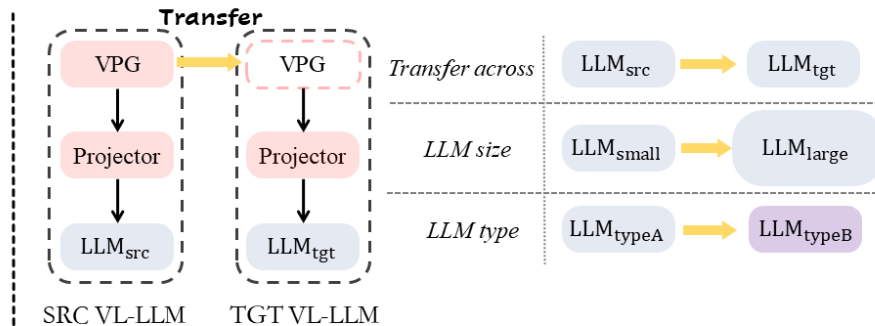 Transfer
VPG
VPG
Projector
Projector
LLMsrc
LLMtgt
SRC VL-LLM
TGT VL-LLM
Transfer across
LLMsrc
LLMtgt
LLM size
LLMsmall
LLMlarge
LLM type
LLMtypeA
LLMtypeB